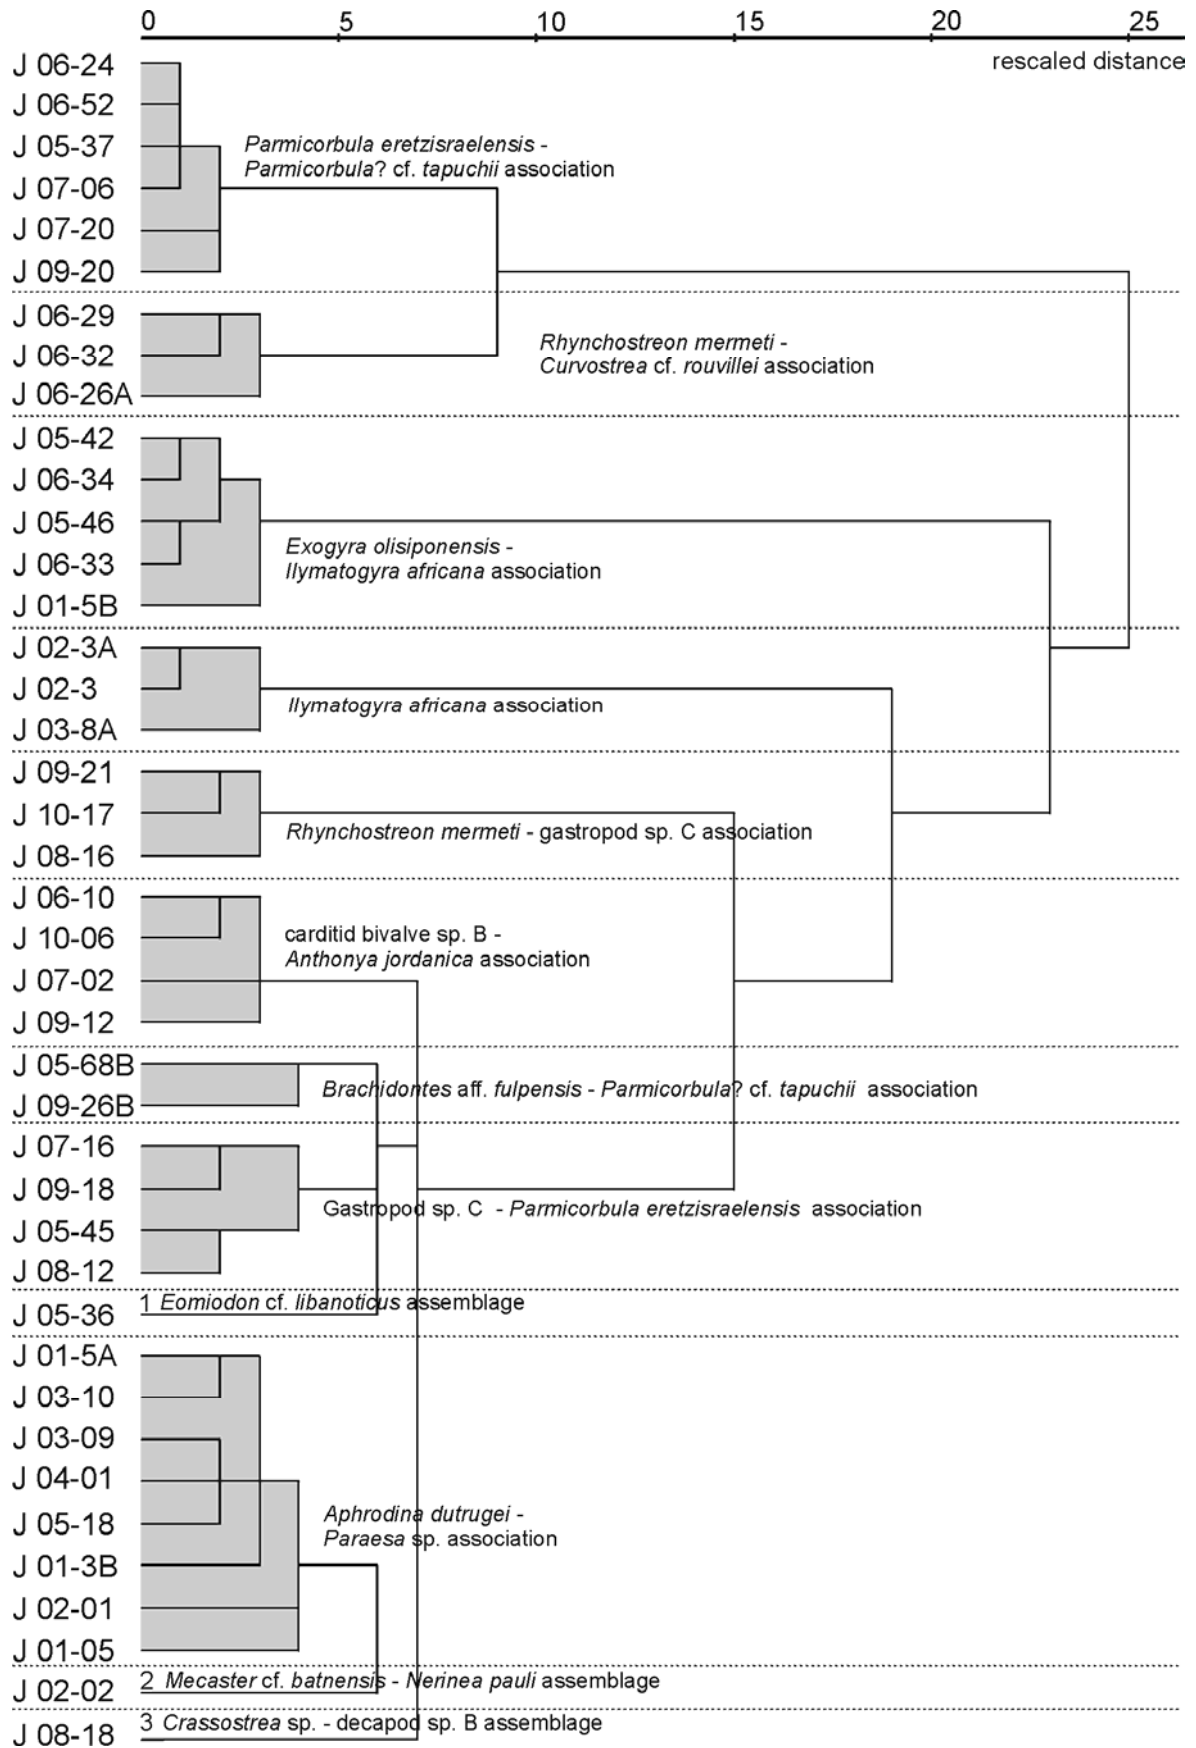 0 5 10 15 20 25
rescaled distance
J 06-24
J 06-52
J 05-37
Parmicorbula eretzisraelensis -
Parmicorbula? cf. tapuchii association
J 07-06
J 07-20
J 09-20
J 06-29
J 06-32
Rhynchostreon mermeti -
Curvostrea cf. rouvillei association
J 06-26A
J 05-42
J 06-34
J 05-46
Exogyra olisiponensis -
Ilymatogyra africana association
J 06-33
J 01-5B
J 02-3A
J 02-3
Ilymatogyra africana association
J 03-8A
J 09-21
J 10-17
Rhynchostreon mermeti - gastropod sp. C association
J 08-16
J 06-10
J 10-06
carditid bivalve sp. B -
Anthonya jordanica association
J 07-02
J 09-12
J 05-68B
Brachidontes aff. fulpensis - Parmicorbula? cf. tapuchii association
J 09-26B
J 07-16
J 09-18
Gastropod sp. C - Parmicorbula eretzisraelensis association
J 05-45
J 08-12
1 Eomiodon cf. libanoticus assemblage
J 05-36
J 01-5A
J 03-10
J 03-09
J 04-01
Aphrodina dutrugei -
Paraesa sp. association
J 05-18
J 01-3B
J 02-01
J 01-05
2 Mecaster cf. batnensis - Nerinea pauli assemblage
J 02-02
3 Crassostrea sp. - decapod sp. B assemblage
J 08-18